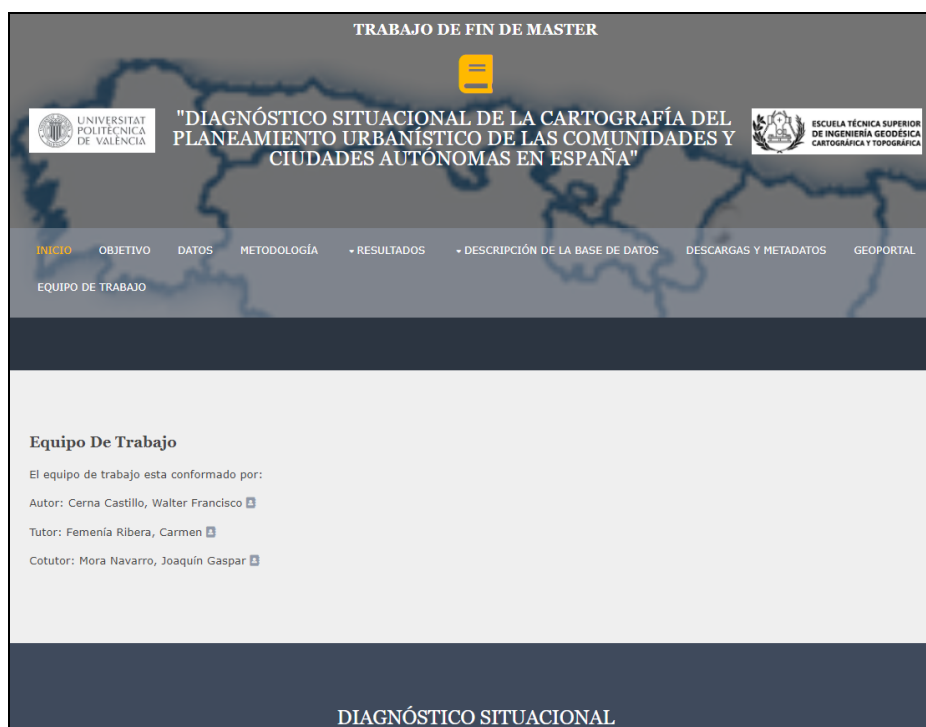 TRABAJO DE FIN DE MASTER
UNIVERSITAT
POLITÈCNICA
DE VALÈNCIA
"DIAGNÓSTICO SITUACIONAL DE LA CARTOGRAFÍA DEL
PLANEAMIENTO URBANÍSTICO DE LAS COMUNIDADES Y
CIUDADES AUTÓNOMAS EN ESPAÑA"
ESCUELA TÉCNICA SUPERIOR
DE INGENIERÍA GEODÉSICA
CARTOGRÁFICA Y TOPOGRÁFICA
INICIO OBJETIVO DATOS METODOLOGÍA RESULTADOS DESCRIPCIÓN DE LA BASE DE DATOS DESCARGAS Y METADATOS GEOPORTAL
EQUIPO DE TRABAJO
Equipo De Trabajo
El equipo de trabajo esta conformado por:
Autor: Cerna Castillo, Walter Francisco
Tutor: Femenía Ribera, Carmen
Cotutor: Mora Navarro, Joaquín Gaspar
DIAGNÓSTICO SITUACIONAL